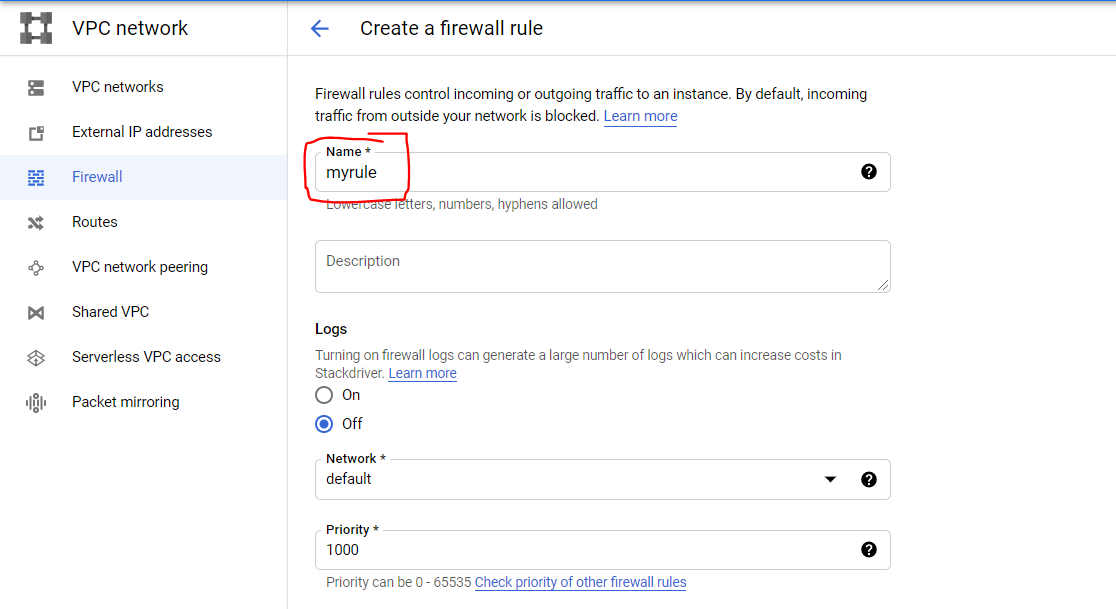 VPC network
VPC networks
External IP addresses
Firewall
Routes
VPC network peering
Shared VPC
Serverless VPC access
Packet mirroring
Create a firewall rule
Firewall rules control incoming or outgoing traffic to an instance. By default, incoming
traffic from outside your network is blocked. Learn more
Name *
myrule
Lowercase letters, numbers, hyphens allowed
Description
Logs
Turning on firewall logs can generate a large number of logs which can increase costs in
Stackdriver. Learn more
On
Off
Network *
default
Priority *
1000
Priority can be 0 - 65535 Check priority of other firewall rules